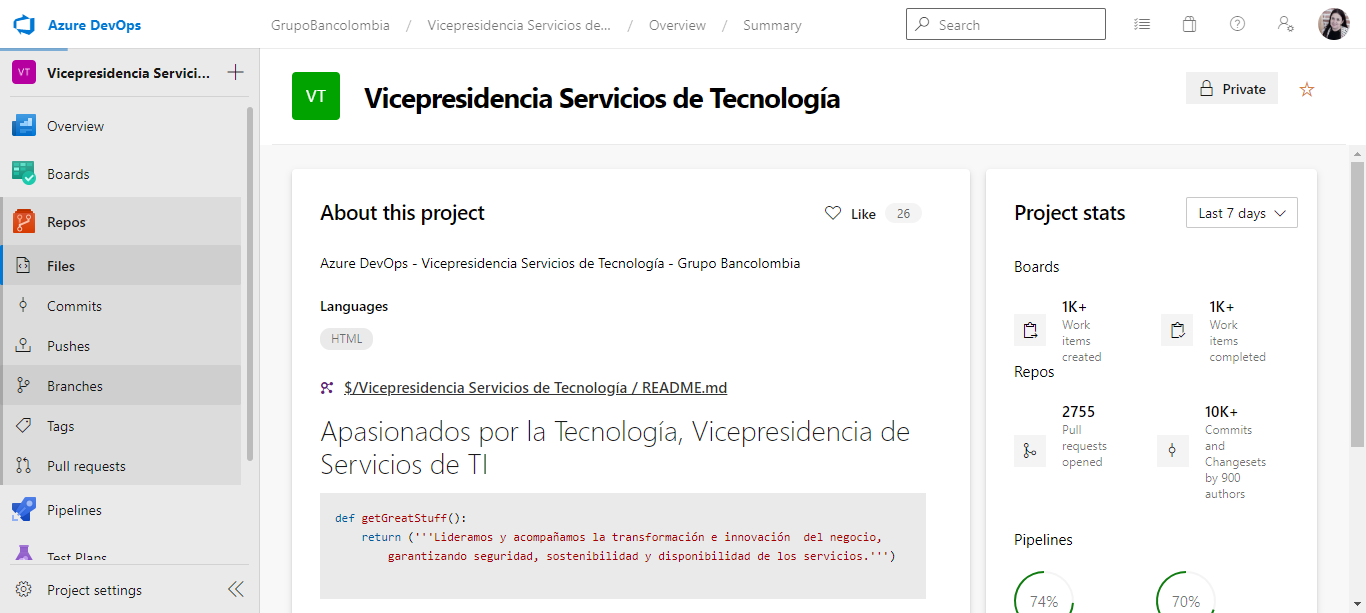 Azure DevOps
GrupoBancolombia / Vicepresidencia Servicios de... / Overview / Summary
Search
VT
Vicepresidencia Servici...
Overview
Boards
Repos
Files
Commits
Pushes
Branches
Tags
Pull requests
Pipelines
Test Plans
Project settings
VT
Vicepresidencia Servicios de Tecnología
Private
About this project
Like 26
Azure DevOps - Vicepresidencia Servicios de Tecnología - Grupo Bancolombia
Languages
HTML
$/Vicepresidencia Servicios de Tecnología / README.md
Apasionados por la Tecnología, Vicepresidencia de
Servicios de TI
def getGreatStuff():
return ('''Lideramos y acompañamos la transformación e innovación  del negocio,
garantizando seguridad, sostenibilidad y disponibilidad de los servicios.''')
Project stats
Last 7 days
Boards
1K+
Work
items
created
1K+
Work
items
completed
Repos
2755
Pull
requests
opened
10K+
Commits
and
Changesets
by 900
authors
Pipelines
74%
70%